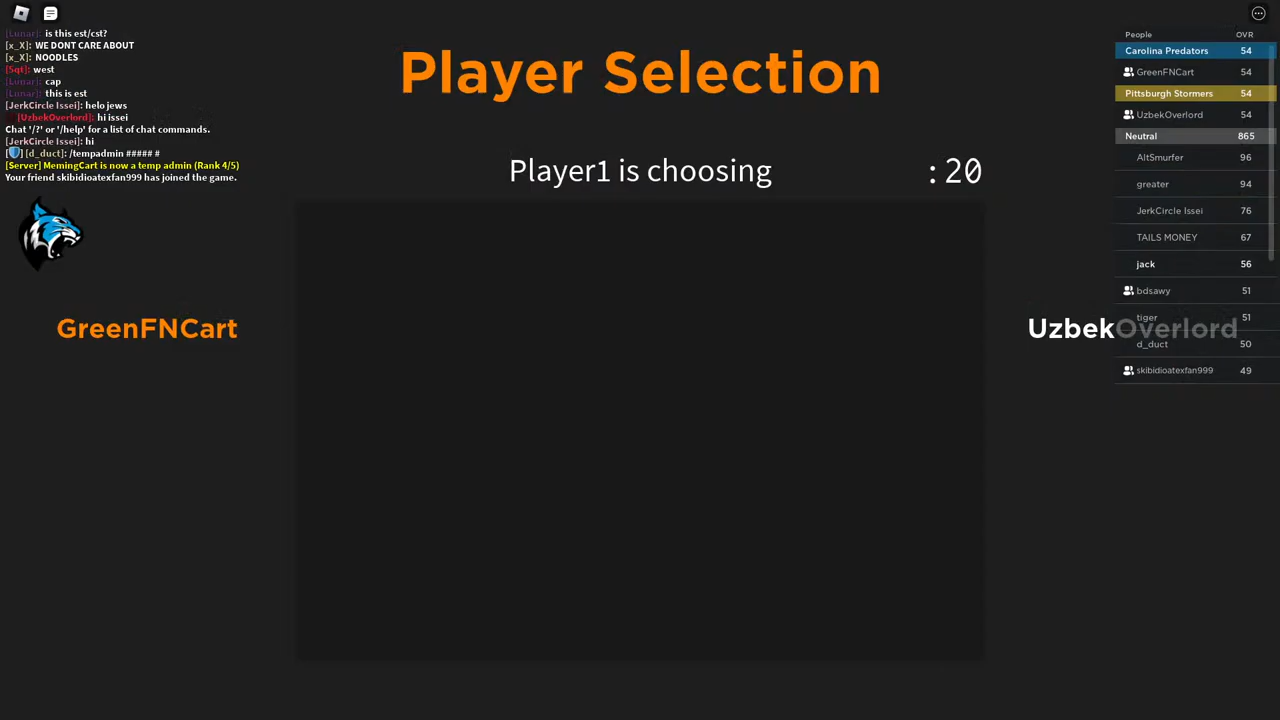 [Lunar]: is this est/cst?
[x_X]: WE DONT CARE ABOUT
[x_X]: NOODLES
[Sqt]: west
[Lunar]: cap
[Lunar]: this is est
[JerkCircle Issei]: helo jews
[UzbekOverlord]: hi issei
Chat '/?' or '/help' for a list of chat commands.
[JerkCircle Issei]: hi
[d_duct]: /tempadmin ##### #
[Server] MemingCart is now a temp admin (Rank 4/5)
Your friend skibidioatexfan999 has joined the game.
Player Selection
Player1 is choosing :20
GreenFNCart
UzbekOverlord
People OVR
Carolina Predators 54
GreenFNCart 54
Pittsburgh Stormers 54
UzbekOverlord 54
Neutral 865
AltSmurfer 96
greater 94
JerkCircle Issei 76
TAILS MONEY 67
jack 56
bdsawy 51
tiger 51
d_duct 50
skibidioatexfan999 49